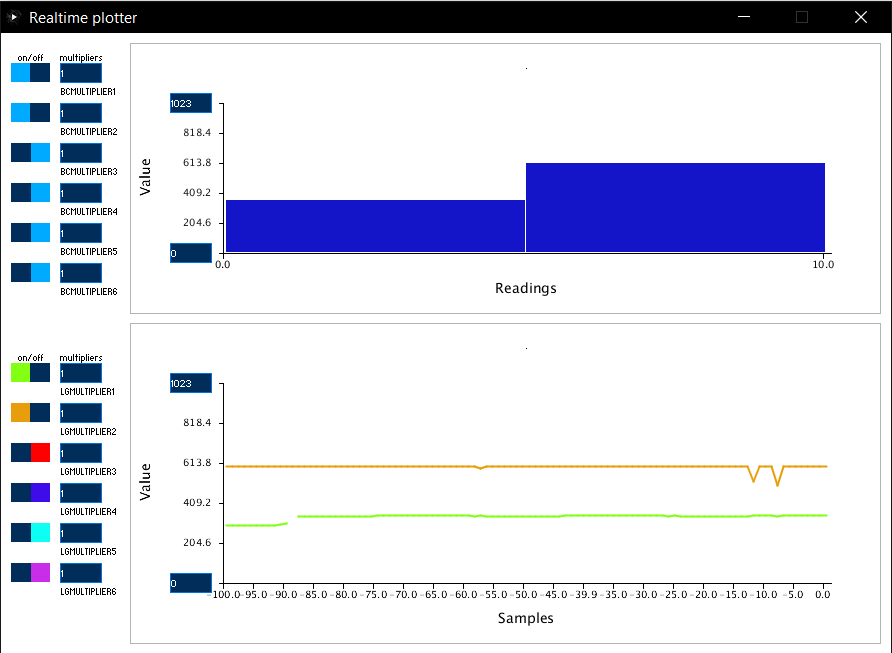 Realtime plotter
on/off multipliers
1
BCMULTIPLIER1
1
BCMULTIPLIER2
1
BCMULTIPLIER3
1
BCMULTIPLIER4
1
BCMULTIPLIER5
1
BCMULTIPLIER6
1023
818.4
613.8
409.2
204.6
0
Value
0.0 10.0
Readings
on/off multipliers
1
LGMULTIPLIER1
1
LGMULTIPLIER2
1
LGMULTIPLIER3
1
LGMULTIPLIER4
1
LGMULTIPLIER5
1
LGMULTIPLIER6
1023
818.4
613.8
409.2
204.6
0
Value
-100.0 -95.0 -90.0 -85.0 -80.0 -75.0 -70.0 -65.0 -60.0 -55.0 -50.0 -45.0 -39.9 -35.0 -30.0 -25.0 -20.0 -15.0 -10.0 -5.0 0.0
Samples